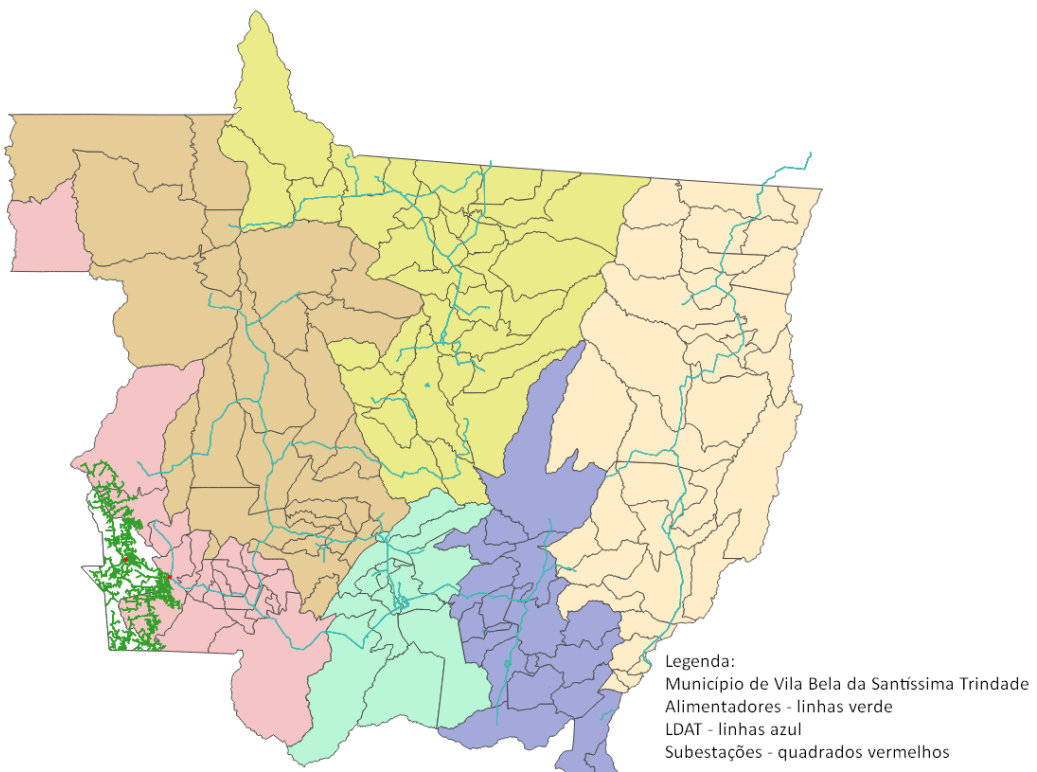 Legenda:
Município de Vila Bela da Santíssima Trindade
Alimentadores - linhas verde
LDAT - linhas azul
Subestações - quadrados vermelhos